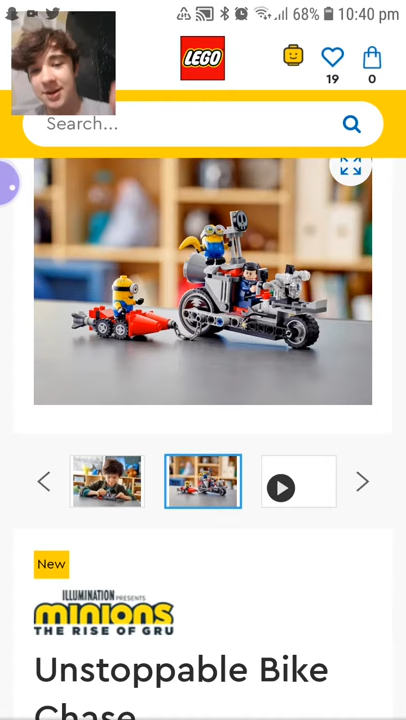 68% 10:40 pm
LEGO
19
0
Search...
New
ILLUMINATION PRESENTS
minions
THE RISE OF GRU
Unstoppable Bike
Chase